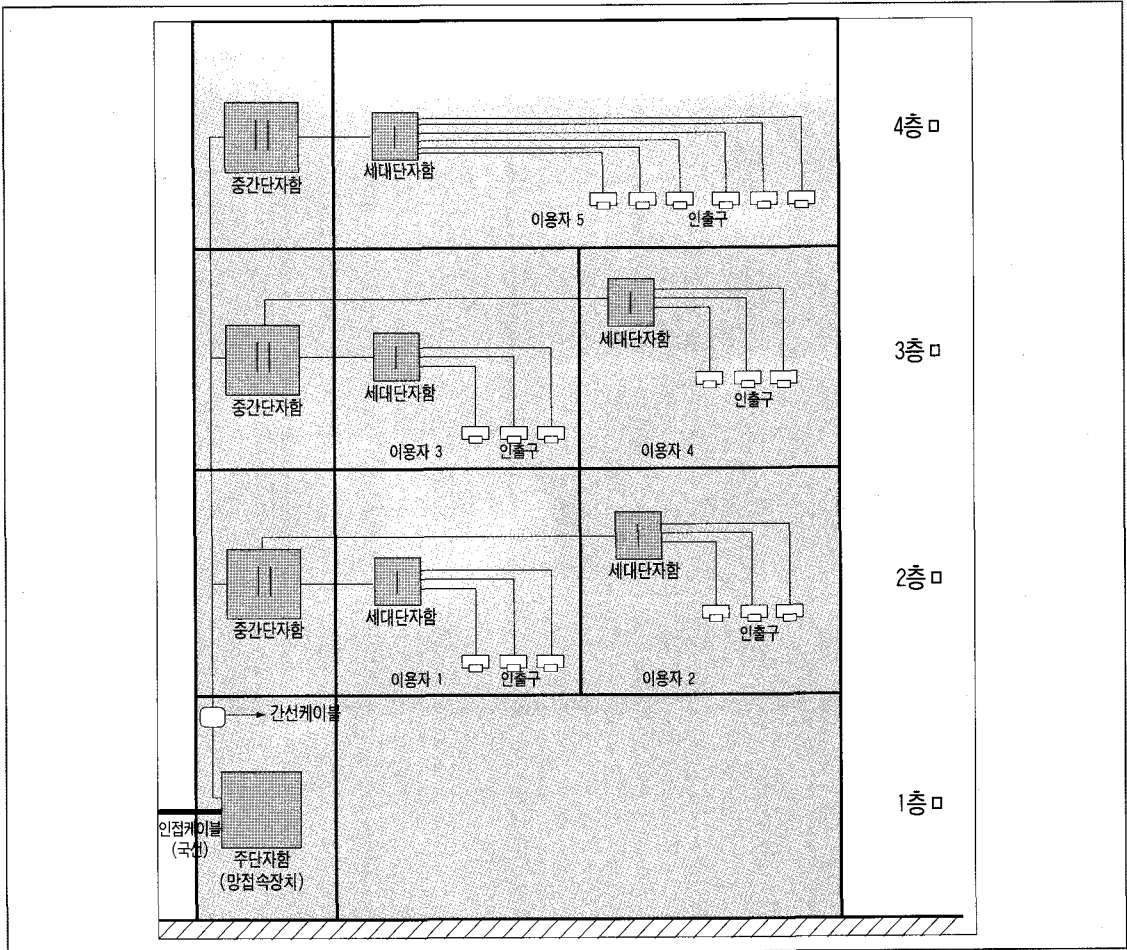 4층
중간단자함
세대단자함
이용자 5
인출구
3층
중간단자함
세대단자함
이용자 3
인출구
세대단자함
이용자 4
인출구
2층
중간단자함
세대단자함
이용자 1
인출구
세대단자함
이용자 2
인출구
간선케이블
1층
인접케이블
(국선)
주단자함
(망접속장치)